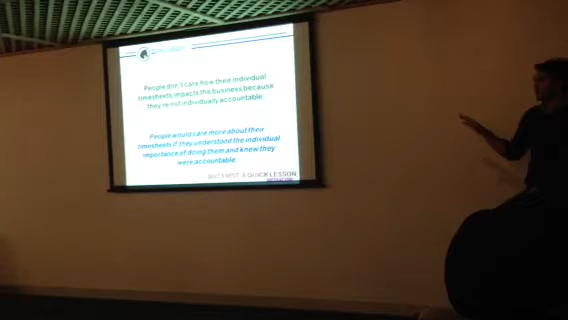 People don't care how their individual
timesheets impacts the business because
they're not individually accountable.
People would care more about their
timesheets if they understood the individual
importance of doing them and knew they
were accountable.
BUT FIRST, A QUICK LESSON